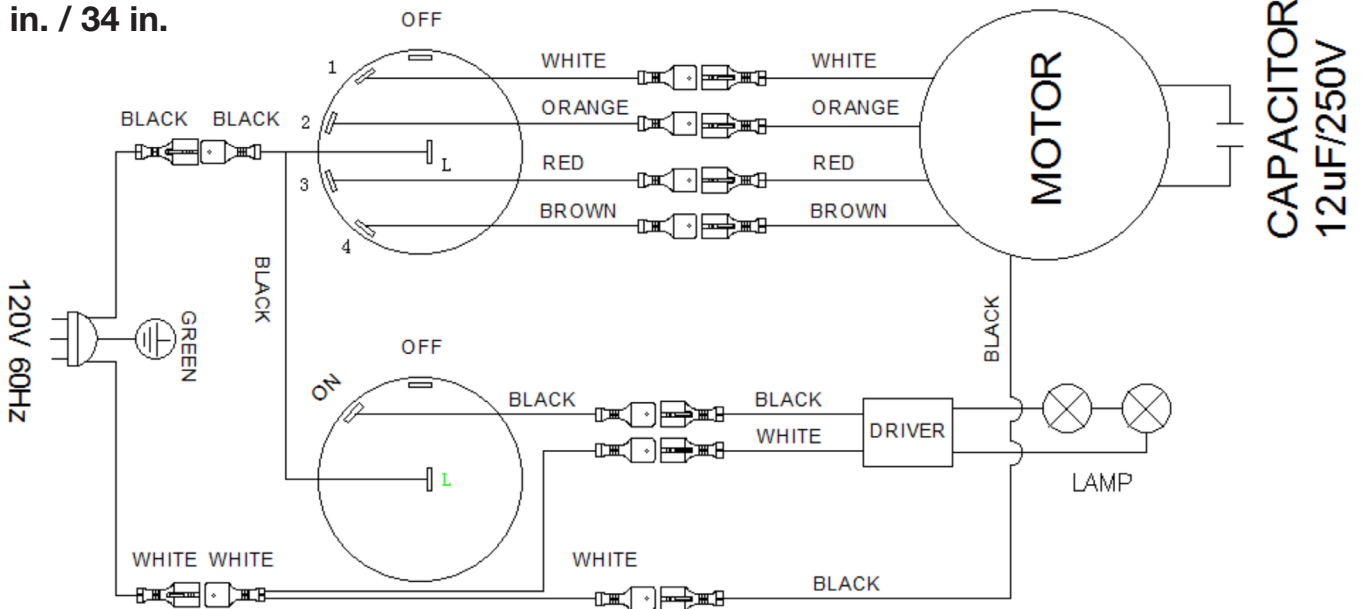 in. / 34 in.
OFF
1
WHITE
WHITE
2
ORANGE
ORANGE
BLACK
BLACK
L
3
RED
RED
4
BROWN
BROWN
MOTOR
CAPACITOR
12uF/250V
120V 60Hz
GREEN
BLACK
BLACK
OFF
ON
BLACK
BLACK
WHITE
DRIVER
L
LAMP
WHITE
WHITE
WHITE
BLACK